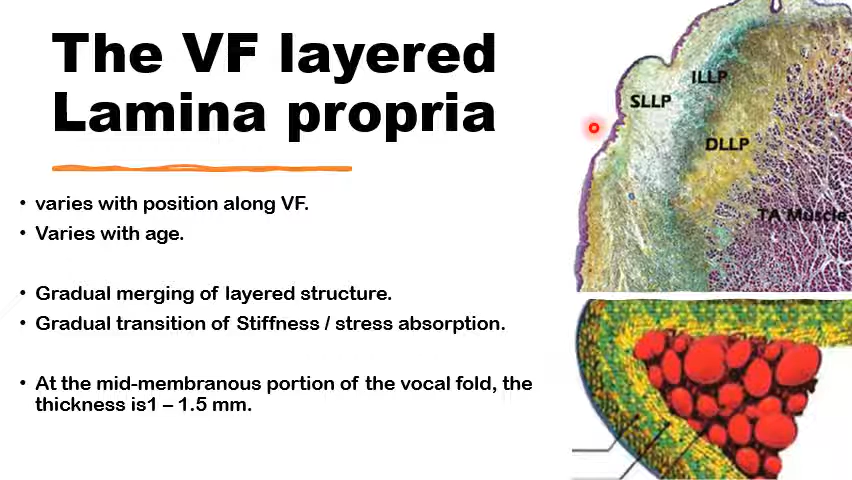 The VF layered
Lamina propria
• varies with position along VF.
• Varies with age.
• Gradual merging of layered structure.
• Gradual transition of Stiffness / stress absorption.
• At the mid-membranous portion of the vocal fold, the
thickness is1 – 1.5 mm.
ILLP
SLLP
DLLP
TA Muscle